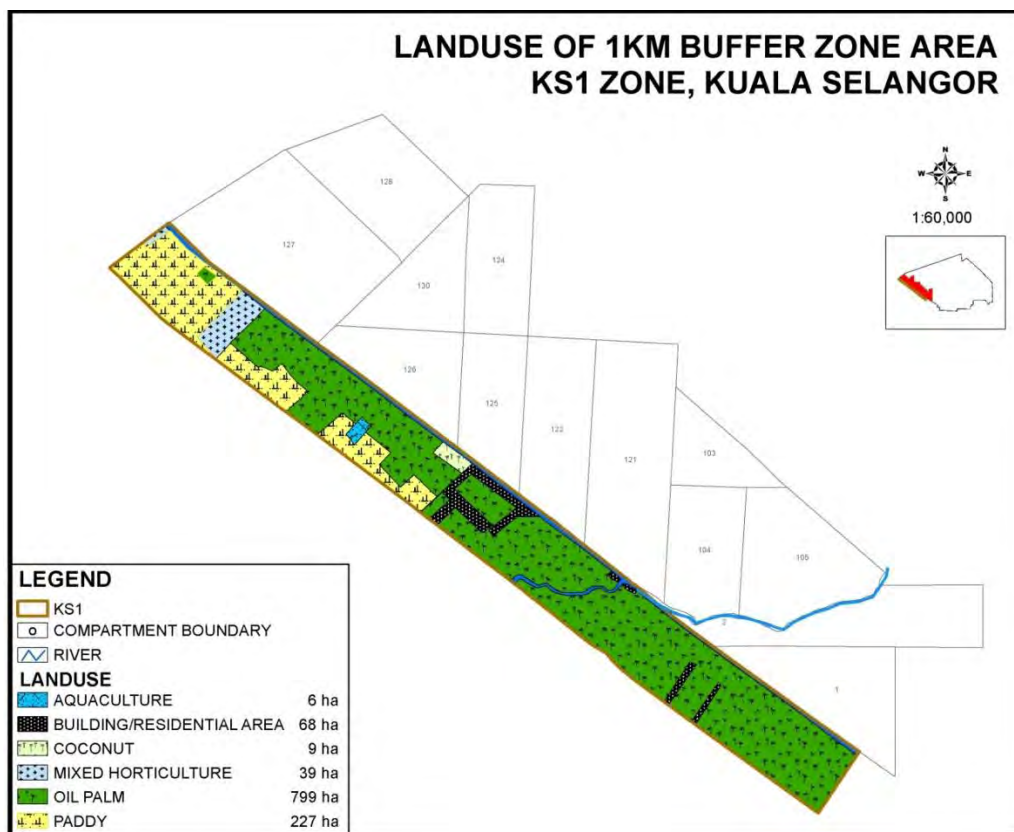 LANDUSE OF 1KM BUFFER ZONE AREA
KS1 ZONE, KUALA SELANGOR
N
W E
S
1:60,000
128
127
124
130
126
125
122
121
103
104
105
2
1
LEGEND
KS1
COMPARTMENT BOUNDARY
RIVER
LANDUSE
AQUACULTURE 6 ha
BUILDING/RESIDENTIAL AREA 68 ha
COCONUT 9 ha
MIXED HORTICULTURE 39 ha
OIL PALM 799 ha
PADDY 227 ha